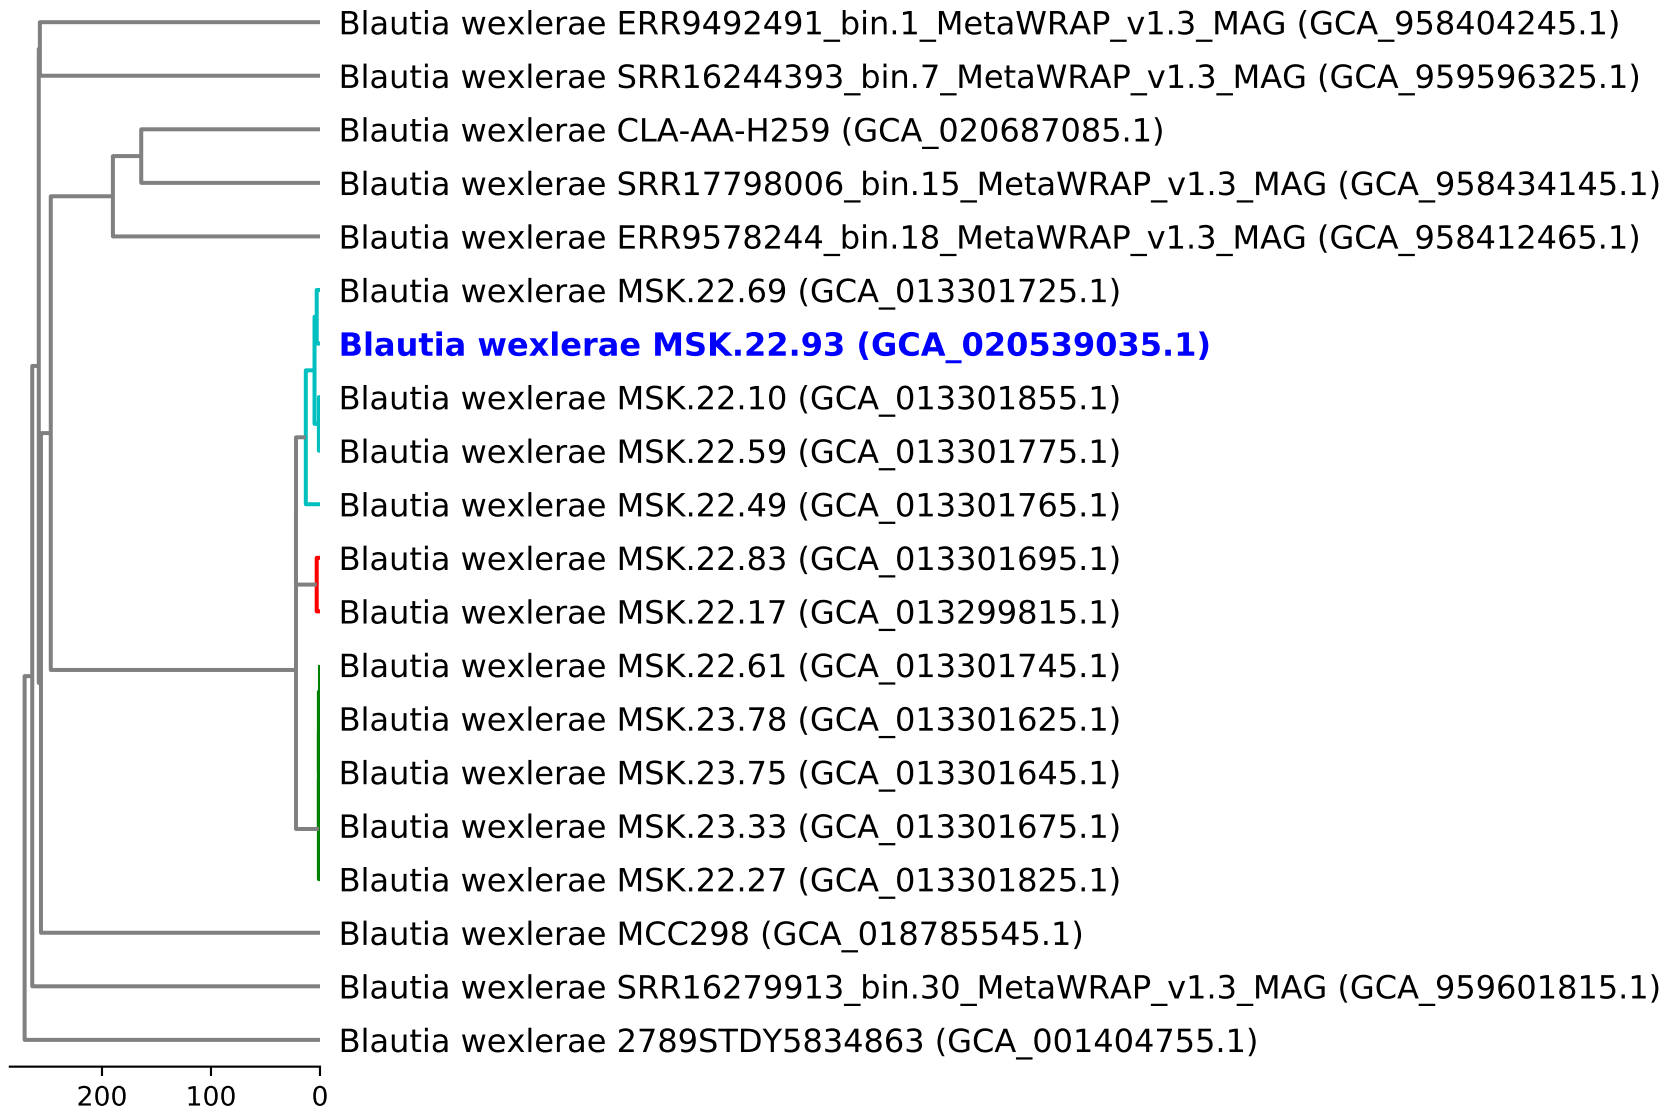 Blautia wexlerae ERR9492491_bin.1_MetaWRAP_v1.3_MAG (GCA_958404245.1)
Blautia wexlerae SRR16244393_bin.7_MetaWRAP_v1.3_MAG (GCA_959596325.1)
Blautia wexlerae CLA-AA-H259 (GCA_020687085.1)
Blautia wexlerae SRR17798006_bin.15_MetaWRAP_v1.3_MAG (GCA_958434145.1)
Blautia wexlerae ERR9578244_bin.18_MetaWRAP_v1.3_MAG (GCA_958412465.1)
Blautia wexlerae MSK.22.69 (GCA_013301725.1)
Blautia wexlerae MSK.22.93 (GCA_020539035.1)
Blautia wexlerae MSK.22.10 (GCA_013301855.1)
Blautia wexlerae MSK.22.59 (GCA_013301775.1)
Blautia wexlerae MSK.22.49 (GCA_013301765.1)
Blautia wexlerae MSK.22.83 (GCA_013301695.1)
Blautia wexlerae MSK.22.17 (GCA_013299815.1)
Blautia wexlerae MSK.22.61 (GCA_013301745.1)
Blautia wexlerae MSK.23.78 (GCA_013301625.1)
Blautia wexlerae MSK.23.75 (GCA_013301645.1)
Blautia wexlerae MSK.23.33 (GCA_013301675.1)
Blautia wexlerae MSK.22.27 (GCA_013301825.1)
Blautia wexlerae MCC298 (GCA_018785545.1)
Blautia wexlerae SRR16279913_bin.30_MetaWRAP_v1.3_MAG (GCA_959601815.1)
Blautia wexlerae 2789STDY5834863 (GCA_001404755.1)
200 100 0